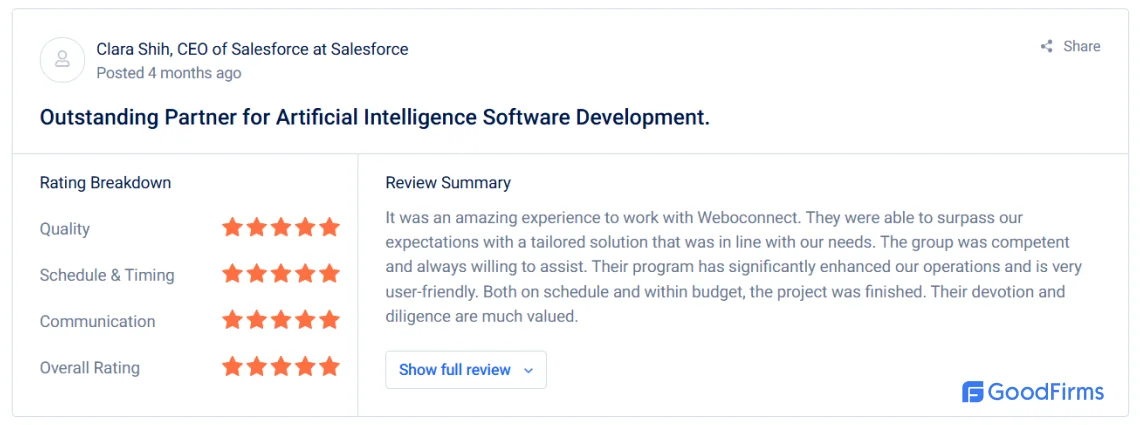 Clara Shih, CEO of Salesforce at Salesforce
Share
Posted 4 months ago
Outstanding Partner for Artificial Intelligence Software Development.
Rating Breakdown
Quality
Schedule & Timing
Communication
Overall Rating
Review Summary
It was an amazing experience to work with Weboconnect. They were able to surpass our
expectations with a tailored solution that was in line with our needs. The group was competent
and always willing to assist. Their program has significantly enhanced our operations and is very
user-friendly. Both on schedule and within budget, the project was finished. Their devotion and
diligence are much valued.
Show full review
GoodFirms